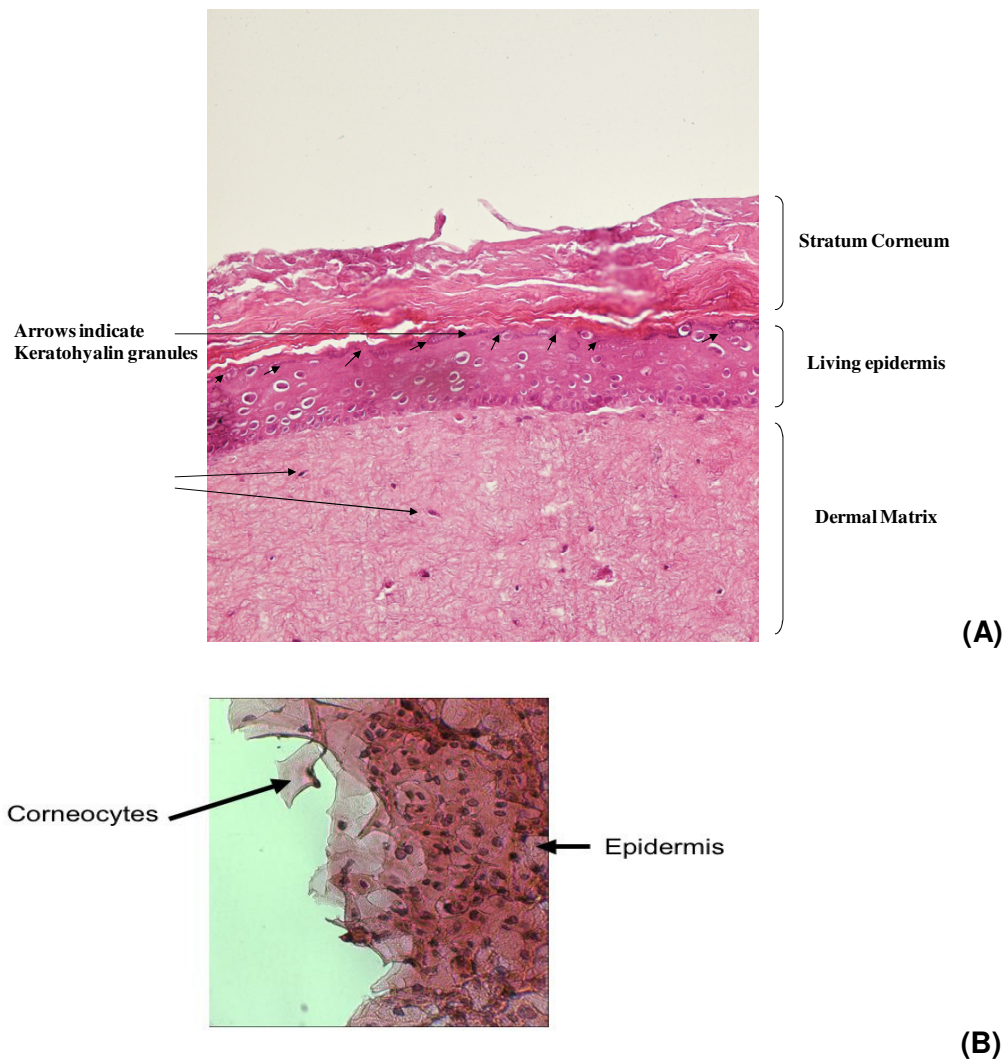 Stratum Corneum
Arrows indicate
Keratohyalin granules
Living epidermis
Dermal Matrix
(A)
Corneocytes
Epidermis
(B)